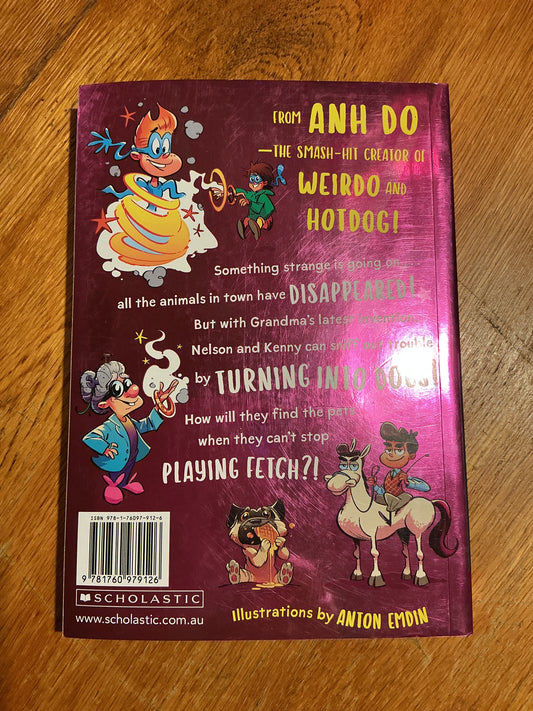 FROM ANH DO
—THE SMASH-HIT CREATOR OF
WEIRDO AND
HOTDOG!
Something strange is going on...
all the animals in town have DISAPPEARED!
But with Grandma's latest invention,
Nelson and Kenny can sniff out trouble
by TURNING INTO DOGS!
How will they find the pets
when they can't stop
PLAYING FETCH?!
ISBN 978-1-76097-912-6
9 781760 979126
SCHOLASTIC
www.scholastic.com.au
Illustrations by ANTON EMDIN